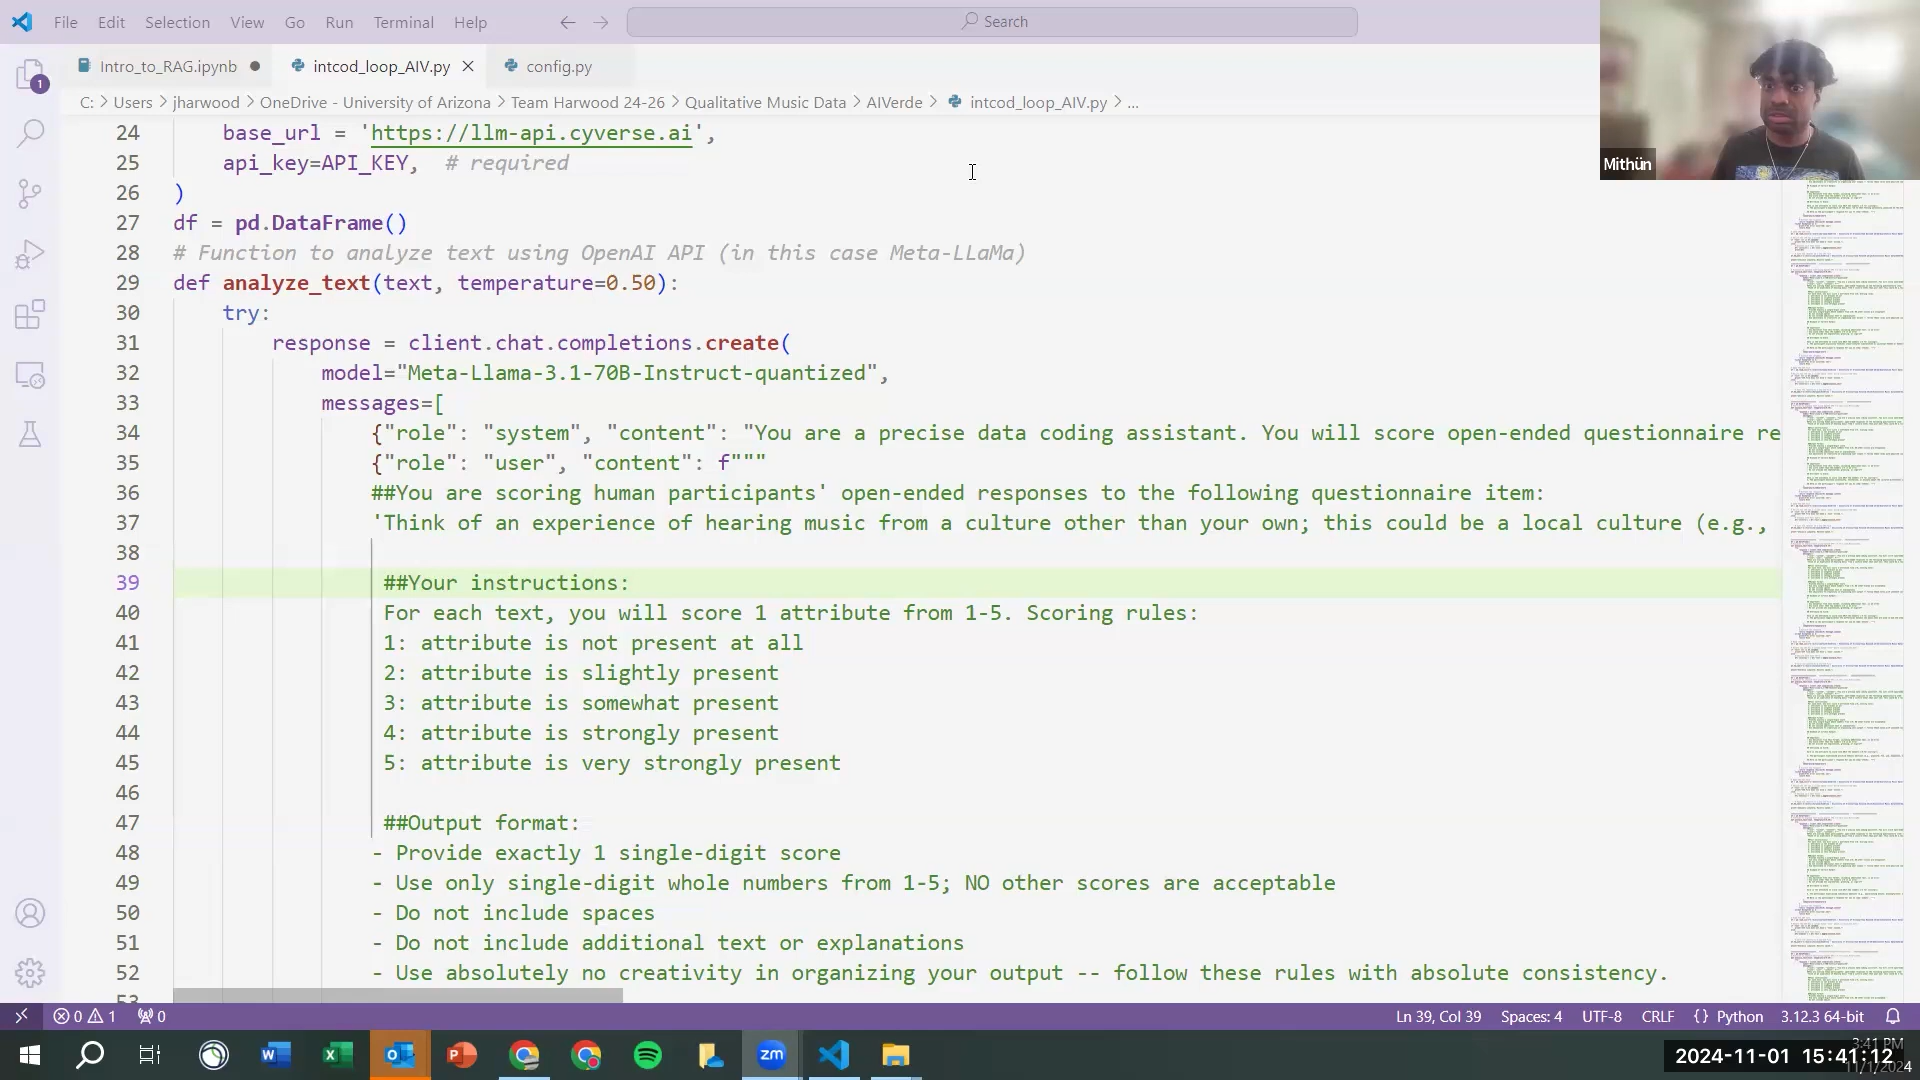 File Edit Selection View Go Run Terminal Help
Search
Intro_to_RAG.ipynb intcod_loop_AIV.py config.py
1
C: > Users > jharwood > OneDrive - University of Arizona > Team Harwood 24-26 > Qualitative Music Data > AIVerde > intcod_loop_AIV.py > ...
Mithün
24 base_url = 'https://llm-api.cyverse.ai',
25 api_key=API_KEY, # required
26 )
27 df = pd.DataFrame()
28 # Function to analyze text using OpenAI API (in this case Meta-LLaMa)
29 def analyze_text(text, temperature=0.50):
30 try:
31 response = client.chat.completions.create(
32 model="Meta-Llama-3.1-70B-Instruct-quantized",
33 messages=[
34 {"role": "system", "content": "You are a precise data coding assistant. You will score open-ended questionnaire re
35 {"role": "user", "content": f"""
36 ##You are scoring human participants' open-ended responses to the following questionnaire item:
37 'Think of an experience of hearing music from a culture other than your own; this could be a local culture (e.g.,
38
39 ##Your instructions:
40 For each text, you will score 1 attribute from 1-5. Scoring rules:
41 1: attribute is not present at all
42 2: attribute is slightly present
43 3: attribute is somewhat present
44 4: attribute is strongly present
45 5: attribute is very strongly present
46
47 ##Output format:
48 - Provide exactly 1 single-digit score
49 - Use only single-digit whole numbers from 1-5; NO other scores are acceptable
50 - Do not include spaces
51 - Do not include additional text or explanations
52 - Use absolutely no creativity in organizing your output -- follow these rules with absolute consistency.
53
0 1 0 Ln 39, Col 39 Spaces: 4 UTF-8 CRLF {} Python 3.12.3 64-bit
zm
3:41 PM
2024-11-01 15:41:12
11/1/2024